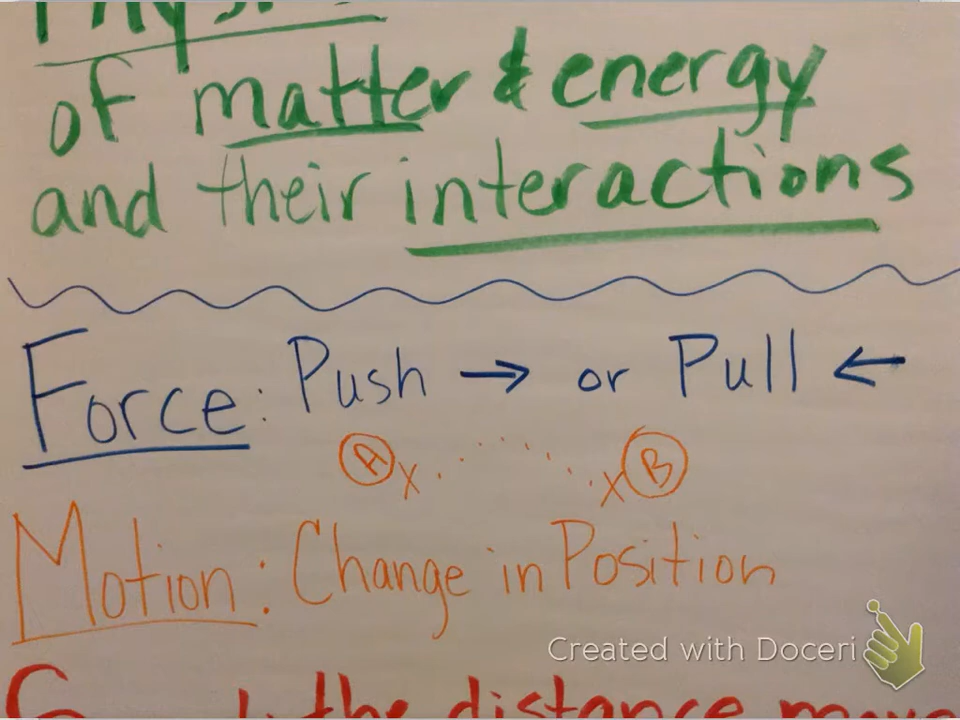 of matter & energy
and their interactions
Force: Push → or Pull ←
A x x B
Motion: Change in Position
the distance
Created with Doceri